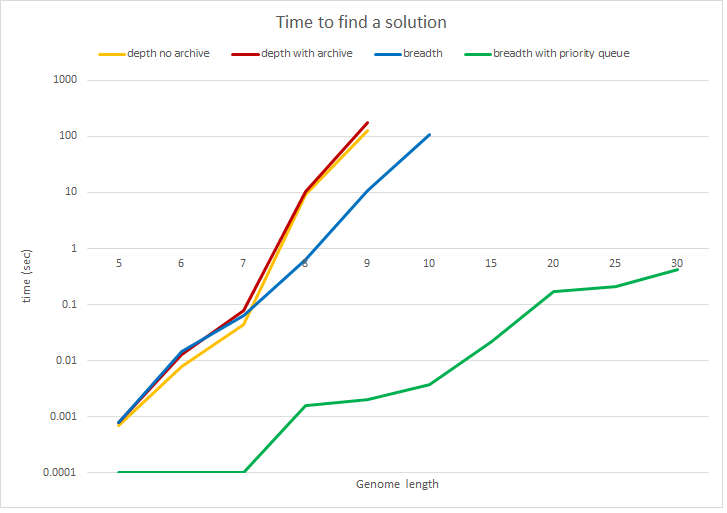 Time to find a solution
depth no archive depth with archive breadth breadth with priority queue
1000
100
10
1
5 6 7 8 9 10 15 20 25 30
0.1
0.01
0.001
0.0001
time (sec)
Genome length